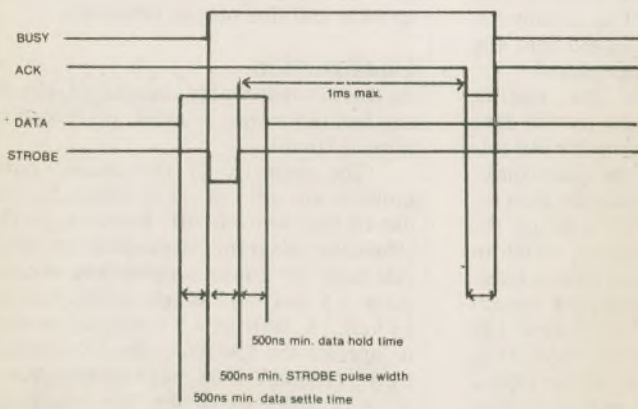 BUSY
ACK
1ms max.
DATA
STROBE
500ns min. data hold time
500ns min. STROBE pulse width
500ns min. data settle time